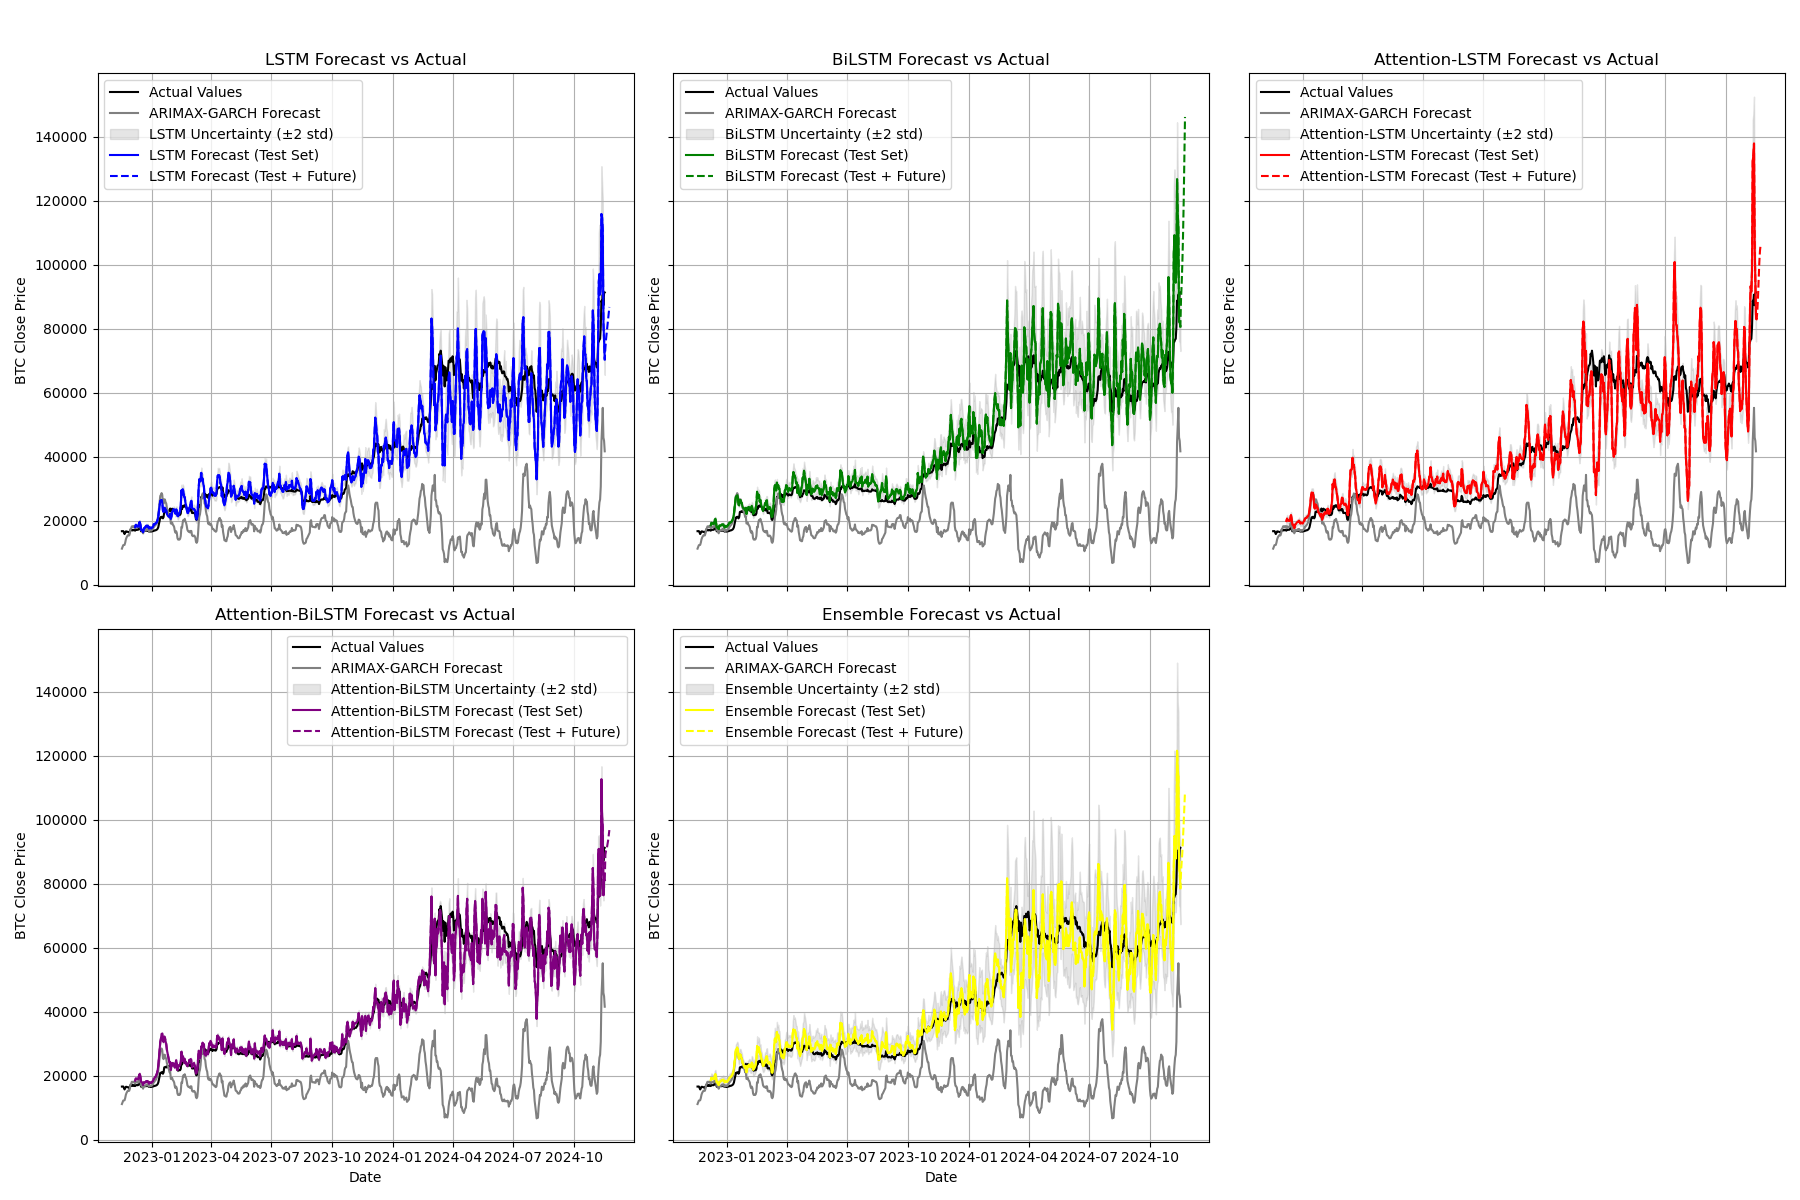 LSTM Forecast vs Actual
Actual Values
ARIMAX-GARCH Forecast
LSTM Uncertainty (±2 std)
LSTM Forecast (Test Set)
LSTM Forecast (Test + Future)
BTC Close Price
140000
120000
100000
80000
60000
40000
20000
0
BiLSTM Forecast vs Actual
Actual Values
ARIMAX-GARCH Forecast
BiLSTM Uncertainty (±2 std)
BiLSTM Forecast (Test Set)
BiLSTM Forecast (Test + Future)
BTC Close Price
Attention-LSTM Forecast vs Actual
Actual Values
ARIMAX-GARCH Forecast
Attention-LSTM Uncertainty (±2 std)
Attention-LSTM Forecast (Test Set)
Attention-LSTM Forecast (Test + Future)
BTC Close Price
Attention-BiLSTM Forecast vs Actual
Actual Values
ARIMAX-GARCH Forecast
Attention-BiLSTM Uncertainty (±2 std)
Attention-BiLSTM Forecast (Test Set)
Attention-BiLSTM Forecast (Test + Future)
BTC Close Price
140000
120000
100000
80000
60000
40000
20000
0
2023-01 2023-04 2023-07 2023-10 2024-01 2024-04 2024-07 2024-10
Date
Ensemble Forecast vs Actual
Actual Values
ARIMAX-GARCH Forecast
Ensemble Uncertainty (±2 std)
Ensemble Forecast (Test Set)
Ensemble Forecast (Test + Future)
BTC Close Price
2023-01 2023-04 2023-07 2023-10 2024-01 2024-04 2024-07 2024-10
Date